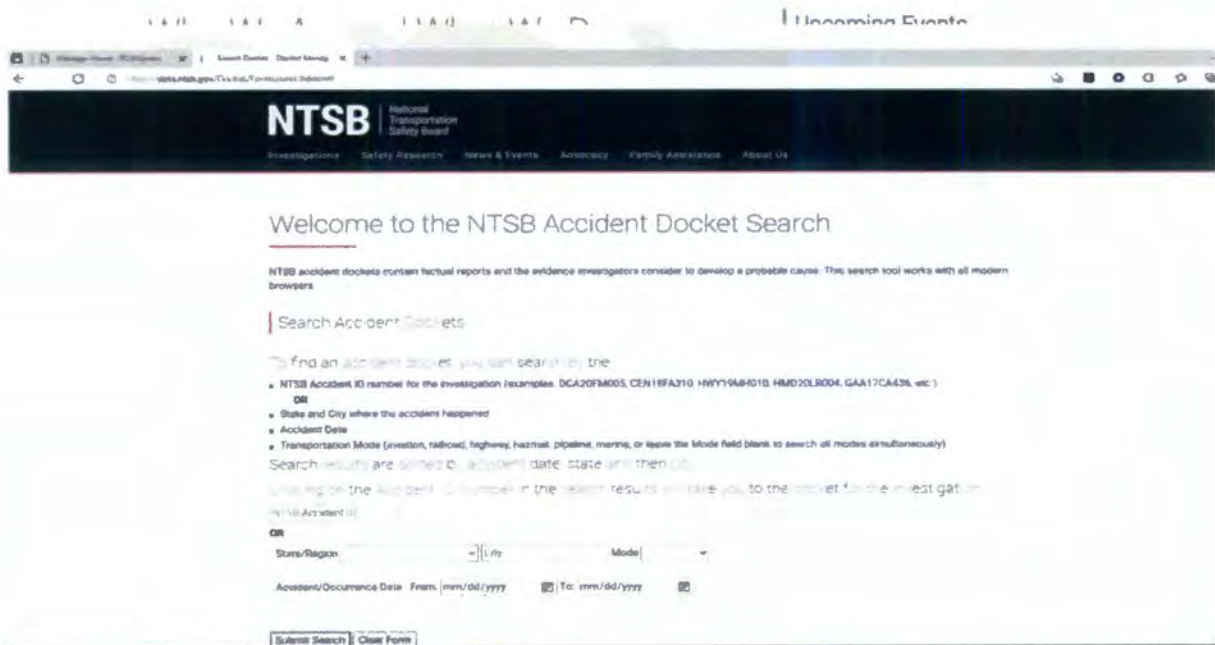 Upcoming Events
NTSB National Transportation Safety Board
Investigations Safety Research News & Events Advocacy Family Assistance About Us
Welcome to the NTSB Accident Docket Search
NTSB accident dockets contain factual reports and the evidence investigators consider to develop a probable cause. This search tool works with all modern
browsers
Search Accident Dockets
To find an accident docket, you can search by the
• NTSB Accident ID number for the investigation (examples: DCA20FM005, CEN16FA310, HWY19MH010, HMD20LR004, GAA17CA436, etc.)
OR
• State and City where the accident happened
• Accident Date
• Transportation Mode (aviation, railroad, highway, hazmat, pipeline, marine, or leave the Mode field blank to search all modes simultaneously)
Search results are sorted by accident date, state and then
the Accident number in the search results take you to the docket for the investigation
NTSB Accident ID
OR
State/Region City Mode
Accident/Occurrence Date From: mm/dd/yyyy To: mm/dd/yyyy
Submit Search Clear Form